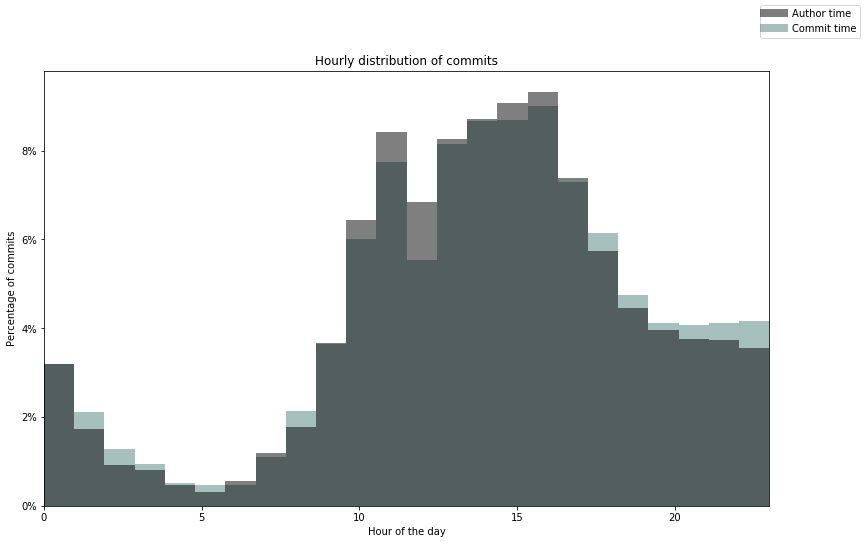 Author time
Commit time
Hourly distribution of commits
8%
6%
4%
2%
0%
Percentage of commits
0
5
10
15
20
Hour of the day